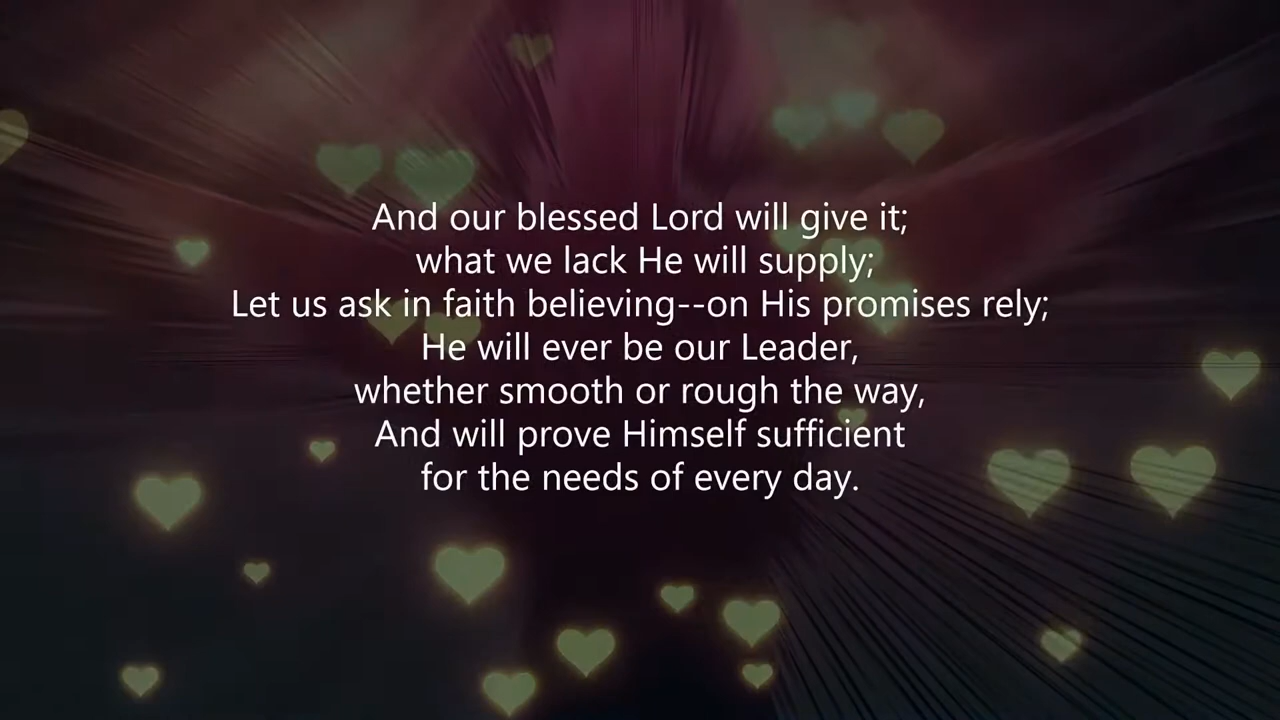 And our blessed Lord will give it;
what we lack He will supply;
Let us ask in faith believing--on His promises rely;
He will ever be our Leader,
whether smooth or rough the way,
And will prove Himself sufficient
for the needs of every day.